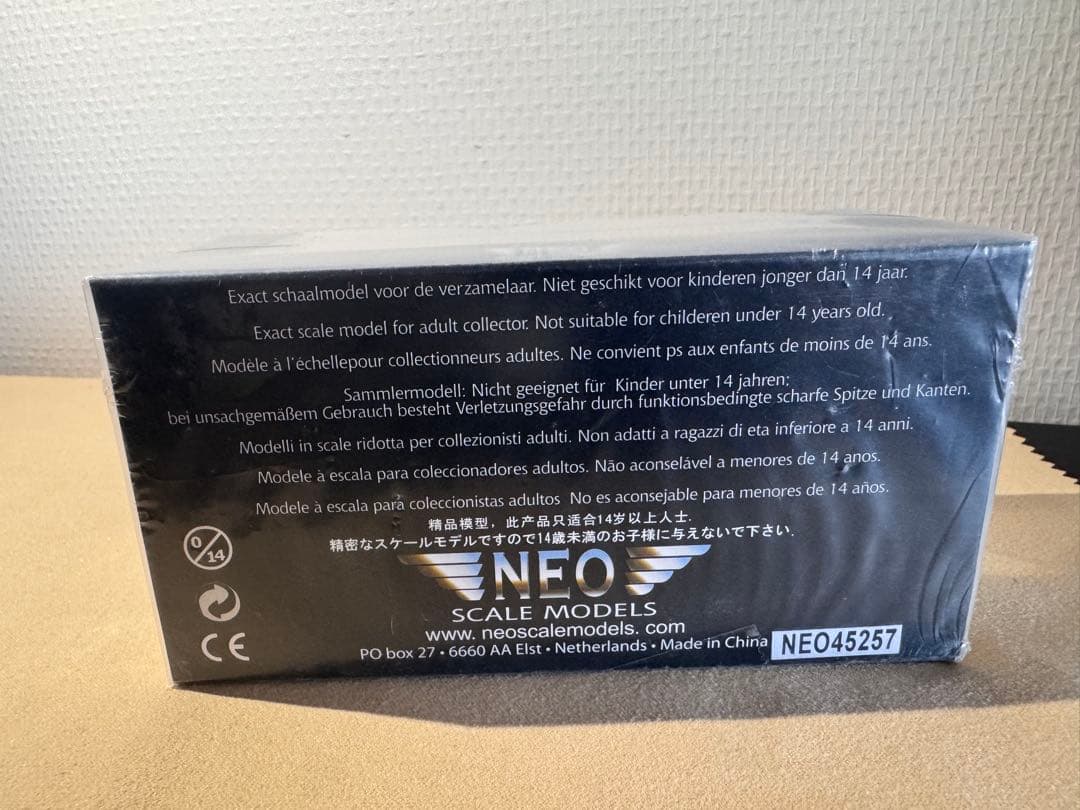 Exact schaalmodel voor de verzamelaar. Niet geschikt voor kinderen jonger dan 14 jaar.
Exact scale model for adult collector. Not suitable for childeren under 14 years old.
Modèle à l'échellepour collectionneurs adultes. Ne convient ps aux enfants de moins de 14 ans.
Sammlermodell: Nicht geeignet für Kinder unter 14 jahren:
bei unsachgemäßem Gebrauch besteht Verletzungsgefahr durch funktionsbedingte scharfe Spitze und Kanten.
Modelli in scale ridotta per collezionisti adulti. Non adatti a ragazzi di eta inferiore a 14 anni.
Modele à escala para coleccionadores adultos. Não aconselável a menores de 14 anos.
Modele à escala para coleccionistas adultos No es aconsejable para menores de 14 años.
精品模型，此产品只适合14岁以上人士.
精密なスケールモデルですので14歳未満のお子様に与えないで下さい.
0/14
NEO
SCALE MODELS
CE
www. neoscalemodels. com
PO box 27 • 6660 AA Elst • Netherlands • Made in China NEO45257